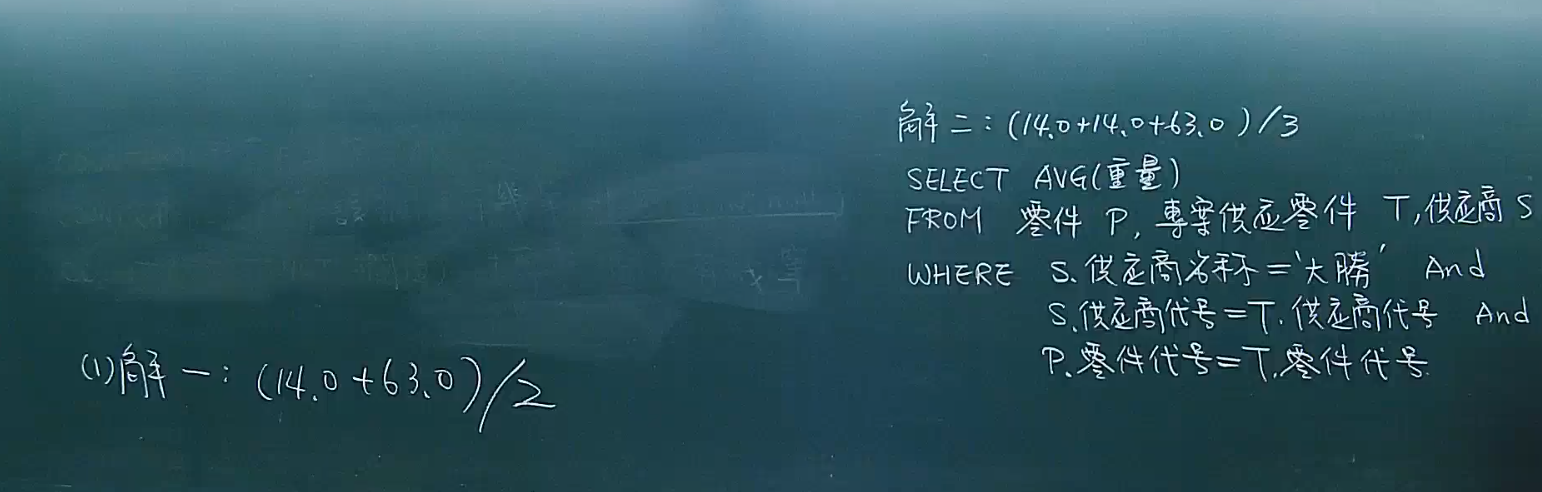 (1)解一：(14.0+63.0)/2
解二：(14.0+14.0+63.0)/3
SELECT AVG(重量)
FROM 零件 P, 專案供应零件 T,供应商 S
WHERE S.供应商名称='大勝' And
S.供应商代号=T.供应商代号 And
P.零件代号=T.零件代号